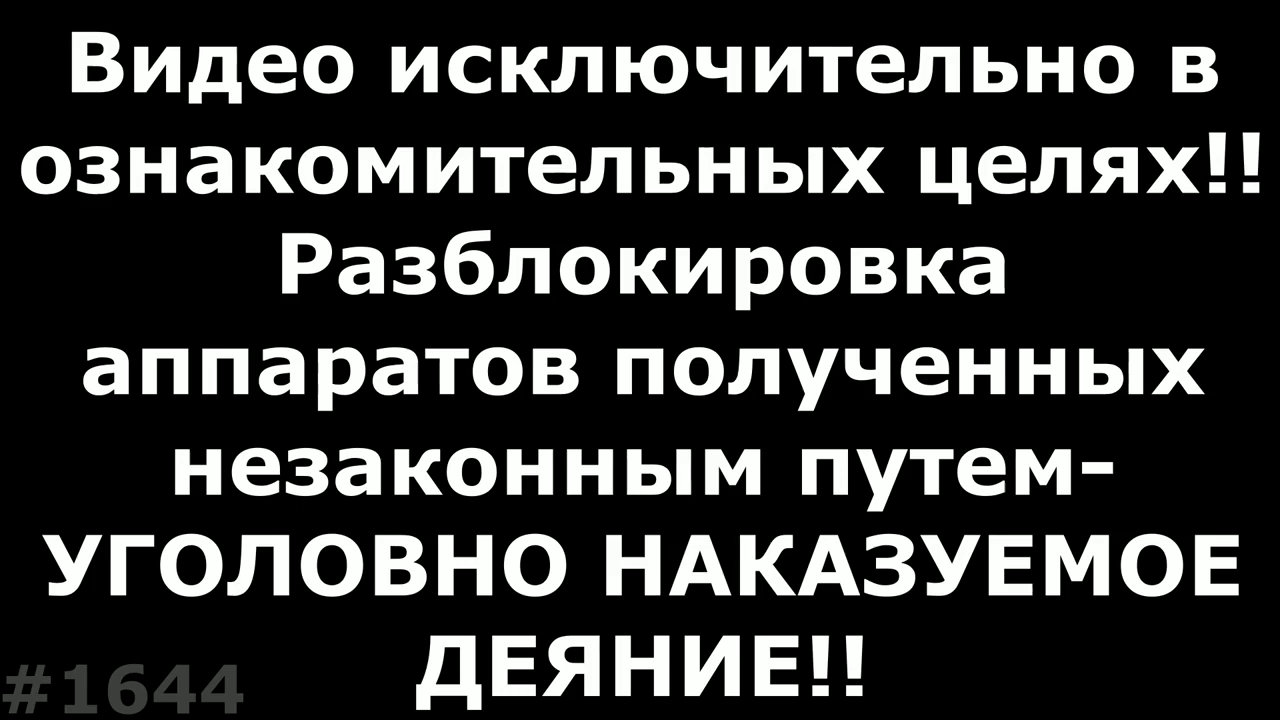 Видео исключительно в
ознакомительных целях!!
Разблокировка
аппаратов полученных
незаконным путем-
УГОЛОВНО НАКАЗУЕМОЕ
ДЕЯНИЕ!!
#1644